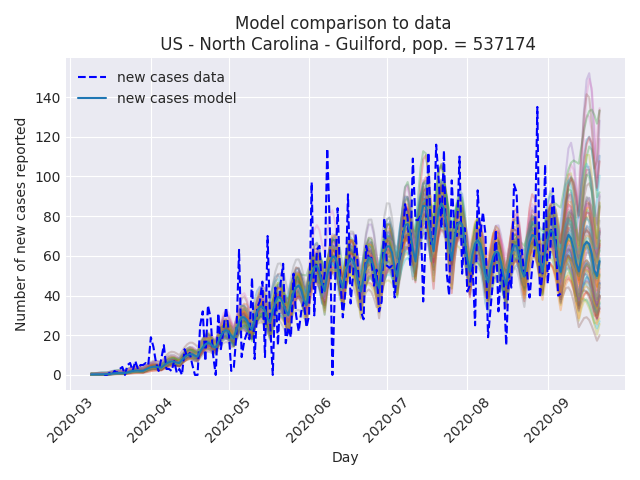 Model comparison to data
US - North Carolina - Guilford, pop. = 537174
new cases data
new cases model
Number of new cases reported
140
120
100
80
60
40
20
0
2020-03
2020-04
2020-05
2020-06
2020-07
2020-08
2020-09
Day